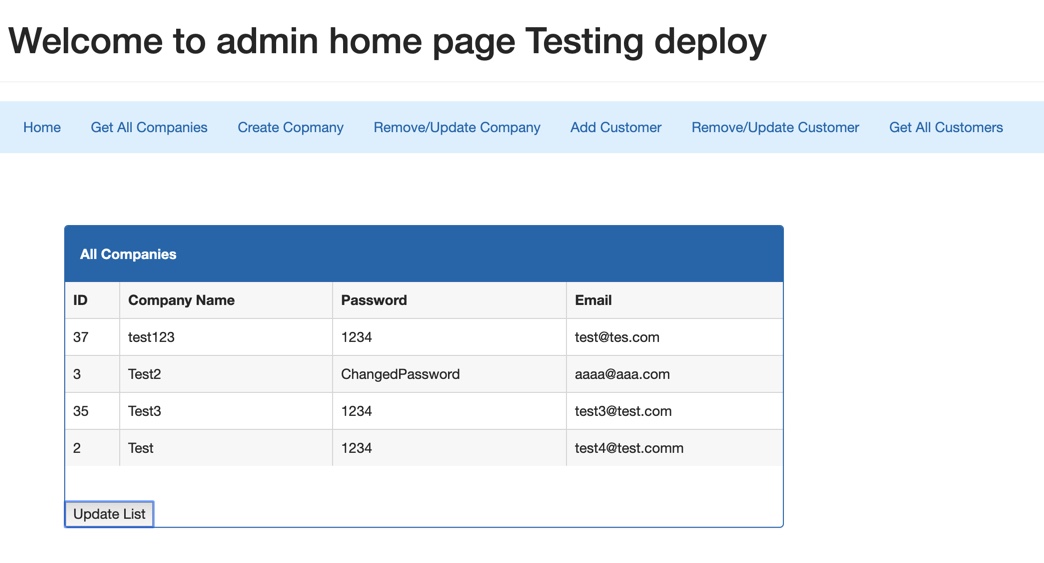 Welcome to admin home page Testing deploy
Home Get All Companies Create Copmany Remove/Update Company Add Customer Remove/Update Customer Get All Customers
All Companies
ID Company Name Password Email
37 test123 1234 test@tes.com
3 Test2 ChangedPassword aaaa@aaa.com
35 Test3 1234 test3@test.com
2 Test 1234 test4@test.comm
Update List